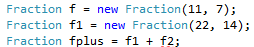 Fraction f = new Fraction(11, 7);
Fraction f1 = new Fraction(22, 14);
Fraction fplus = f1 + f2;